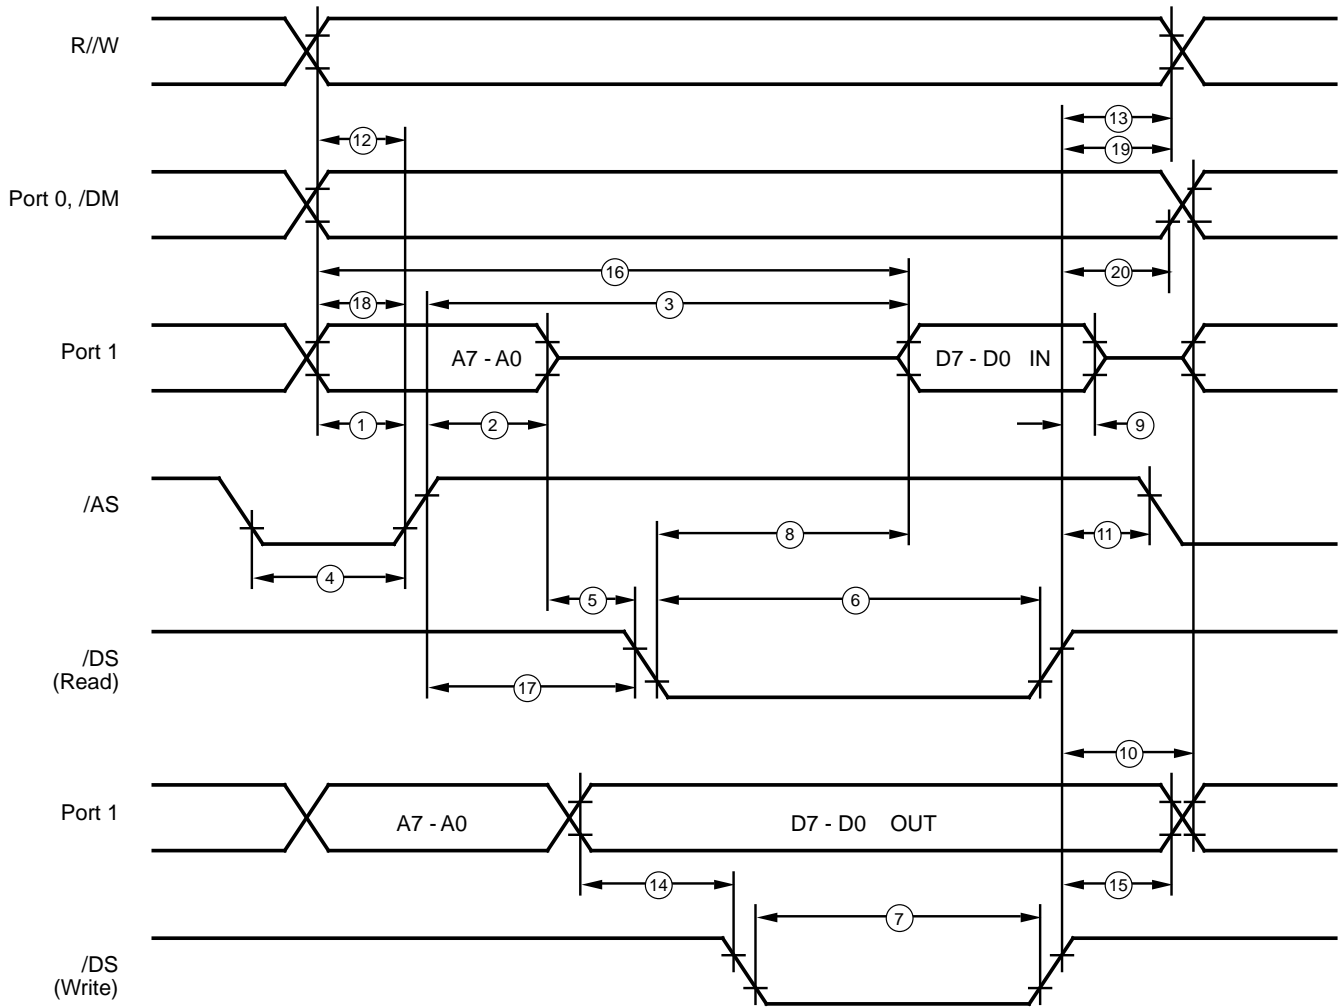 R//W
13
12
19
Port 0, /DM
16
20
18
3
Port 1
A7 - A0
D7 - D0 IN
1
2
9
/AS
8
11
4
5
6
/DS
(Read)
17
10
Port 1
A7 - A0
D7 - D0 OUT
14
15
7
/DS
(Write)